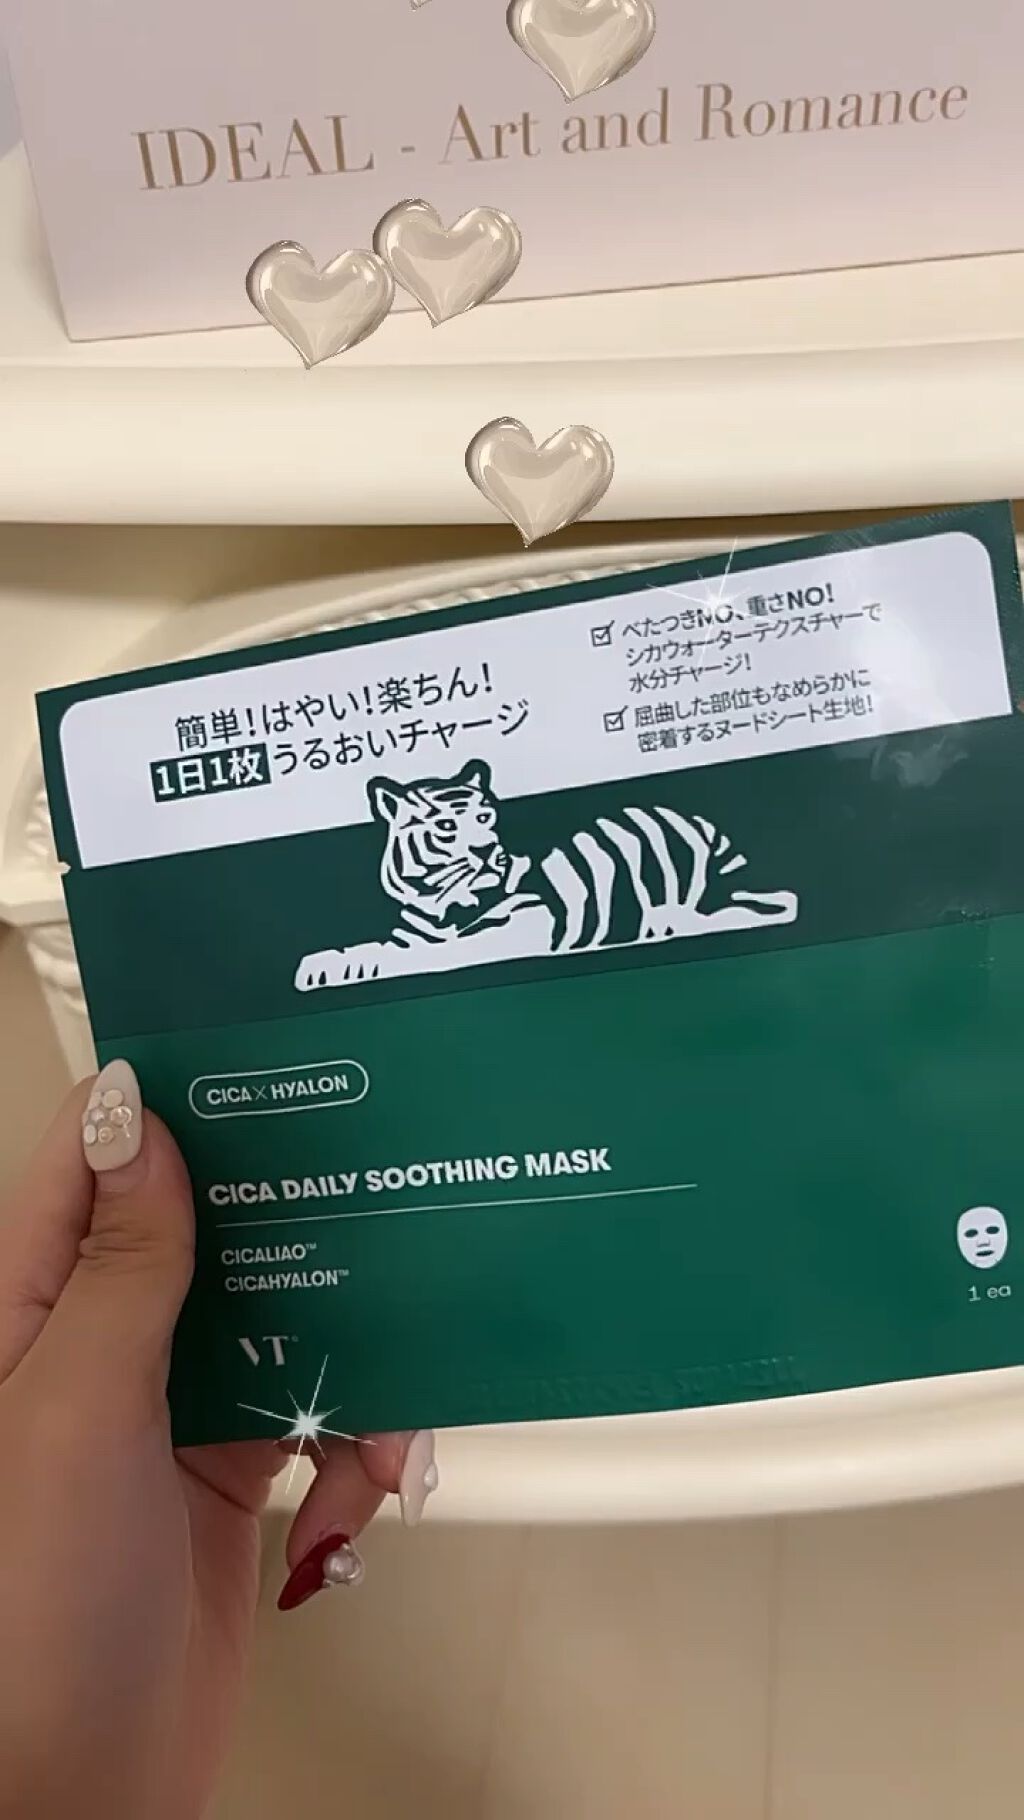 IDEAL - Art and Romance
簡単!はやい!楽ちん!
1日1枚うるおいチャージ
べたつきNO、重さNO!
シカウォーターテクスチャーで
水分チャージ!
屈曲した部位もなめらかに
密着するヌードシート生地!
CICA×HYALON
CICA DAILY SOOTHING MASK
CICALIAO™
CICAHYALON™
VT®
1 ea